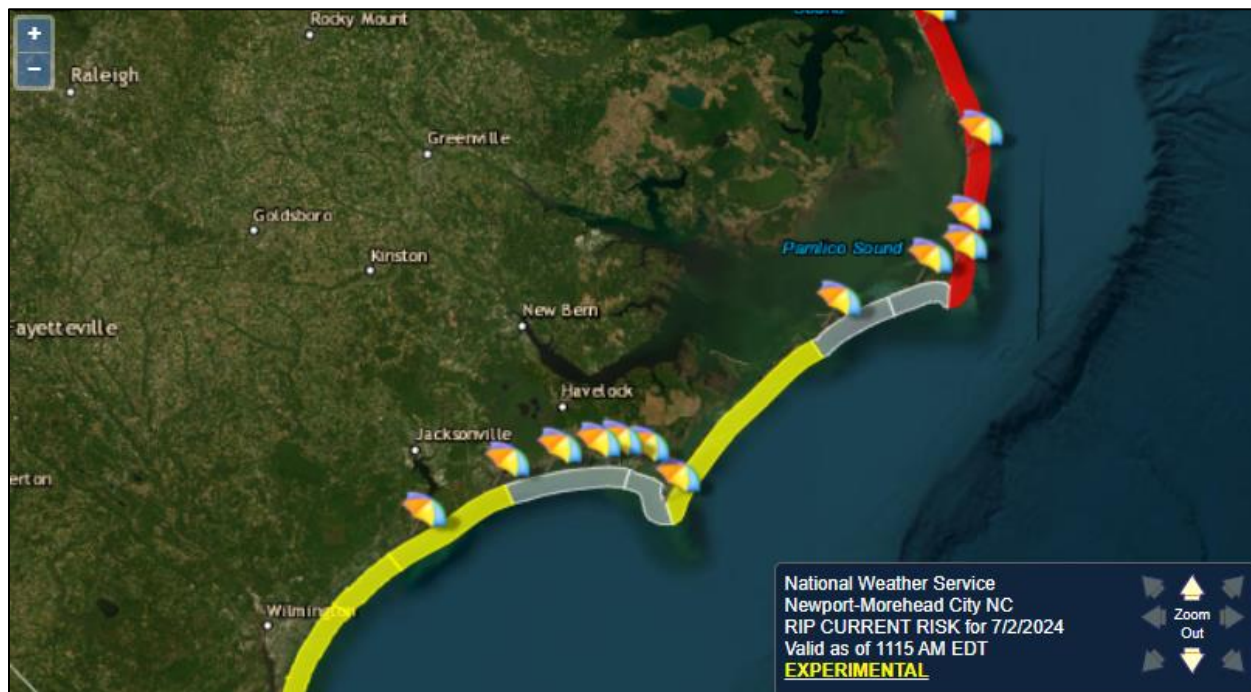 Sound
Rocky Mount
+
−
Raleigh
Greenville
Goldsboro
Pamlico Sound
Kinston
New Bern
ayetteville
Havelock
Jacksonville
erton
Wilmington
National Weather Service
Newport-Morehead City NC
RIP CURRENT RISK for 7/2/2024
Valid as of 1115 AM EDT
EXPERIMENTAL
Zoom
Out